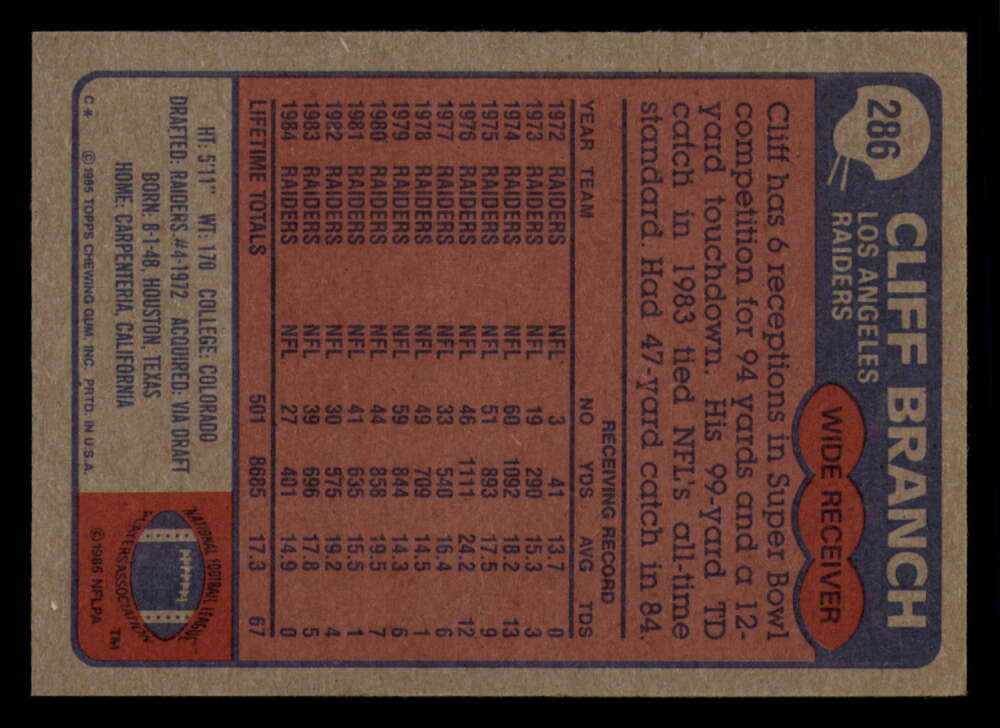 286
CLIFF BRANCH
LOS ANGELES
RAIDERS
WIDE RECEIVER
Cliff has 6 receptions in Super Bowl
competition for 94 yards and a 12-
yard touchdown. His 99-yard TD
catch in 1983 tied NFL's all-time
standard. Had 47-yard catch in 84.
RECEIVING RECORD
YEAR TEAM NO YDS AVG TDS
1972 RAIDERS NFL 3 41 13.7 0
1973 RAIDERS NFL 19 290 15.3 3
1974 RAIDERS NFL 60 1092 18.2 13
1975 RAIDERS NFL 51 893 17.5 9
1976 RAIDERS NFL 46 1111 24.2 12
1977 RAIDERS NFL 33 540 16.4 6
1978 RAIDERS NFL 49 709 14.5 1
1979 RAIDERS NFL 59 844 14.3 6
1980 RAIDERS NFL 44 858 19.5 7
1981 RAIDERS NFL 41 635 15.5 1
1982 RAIDERS NFL 30 575 19.2 4
1983 RAIDERS NFL 39 696 17.8 5
1984 RAIDERS NFL 27 401 14.9 0
LIFETIME TOTALS 501 8685 17.3 67
HT: 5'11" WT: 170 COLLEGE: COLORADO
DRAFTED: RAIDERS #4-1972 ACQUIRED: VIA DRAFT
BORN: 8-1-48, HOUSTON, TEXAS
HOME: CARPENTERIA, CALIFORNIA
C* © 1985 TOPPS CHEWING GUM, INC. PRTD. IN U.S.A.
NATIONAL FOOTBALL LEAGUE
PLAYERS ASSOCIATION
TM
© 1985 NFLPA